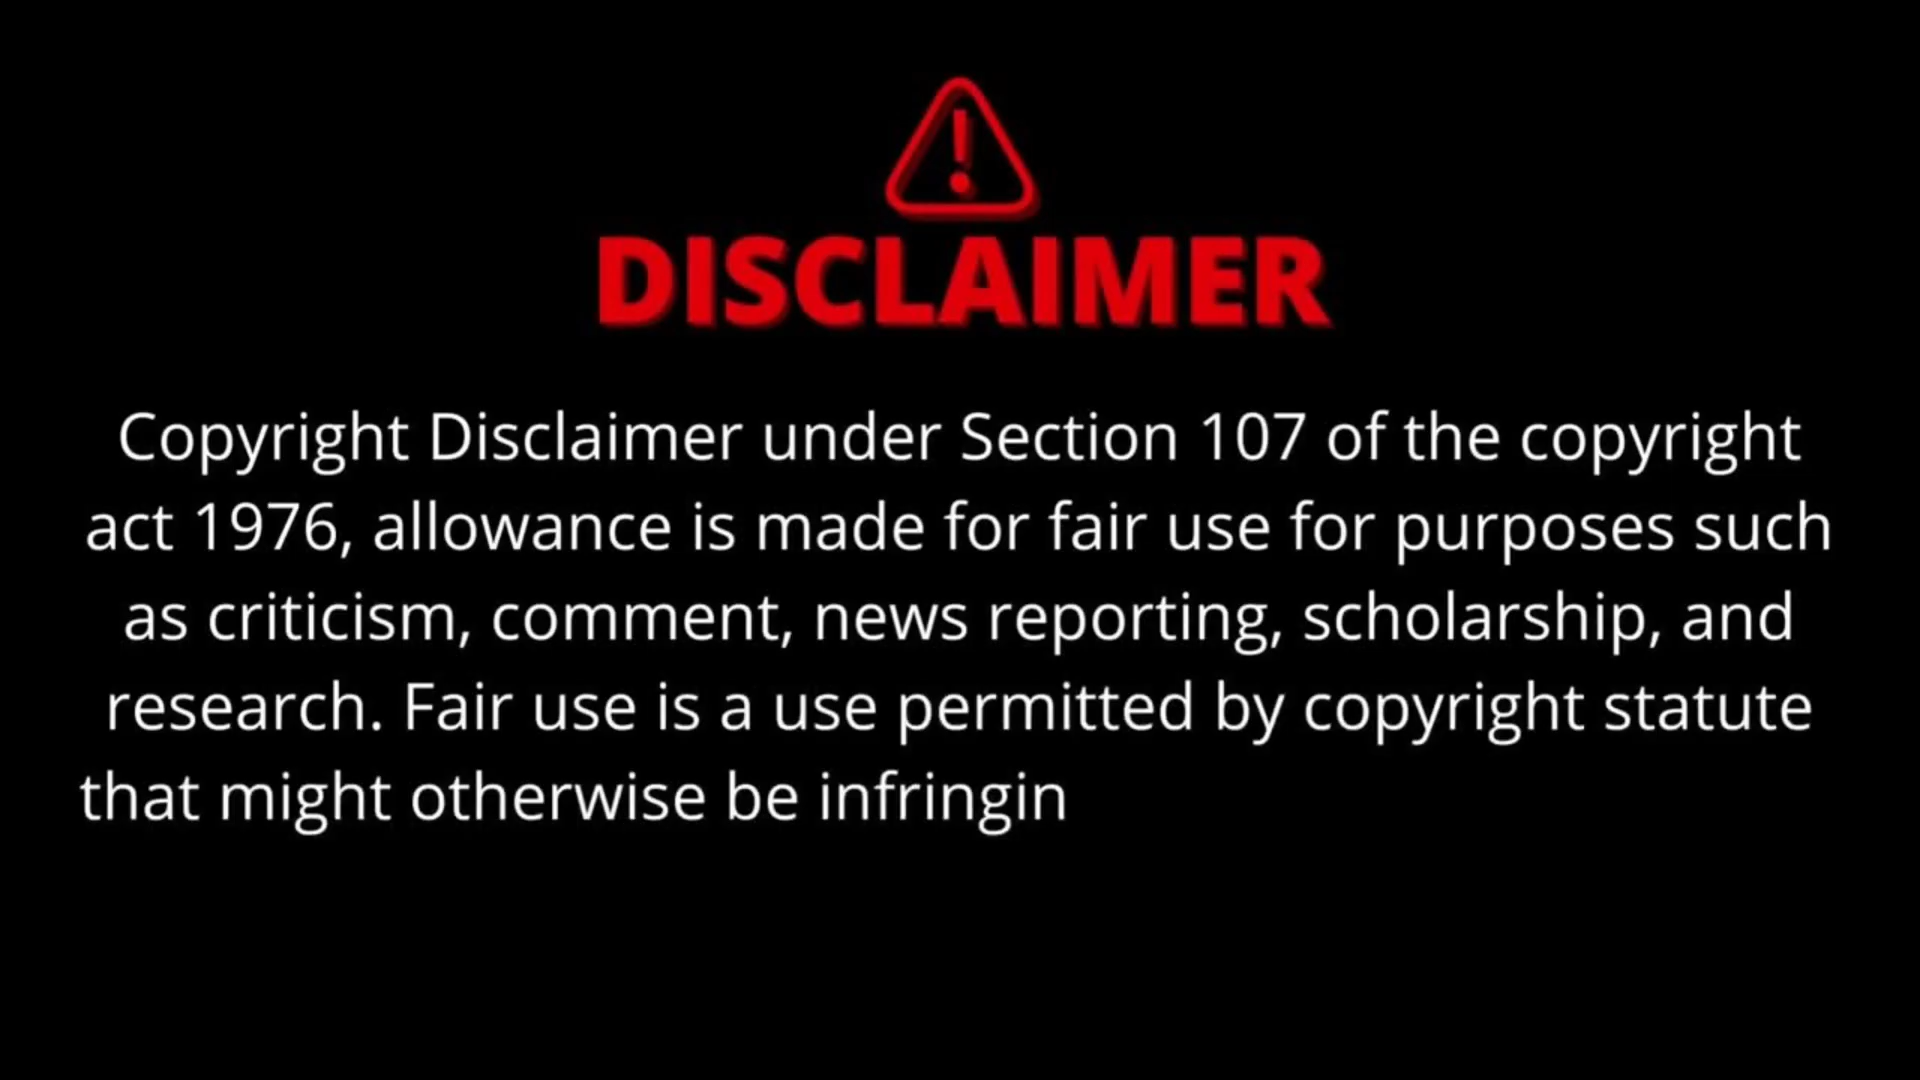 DISCLAIMER
Copyright Disclaimer under Section 107 of the copyright
act 1976, allowance is made for fair use for purposes such
as criticism, comment, news reporting, scholarship, and
research. Fair use is a use permitted by copyright statute
that might otherwise be infringin